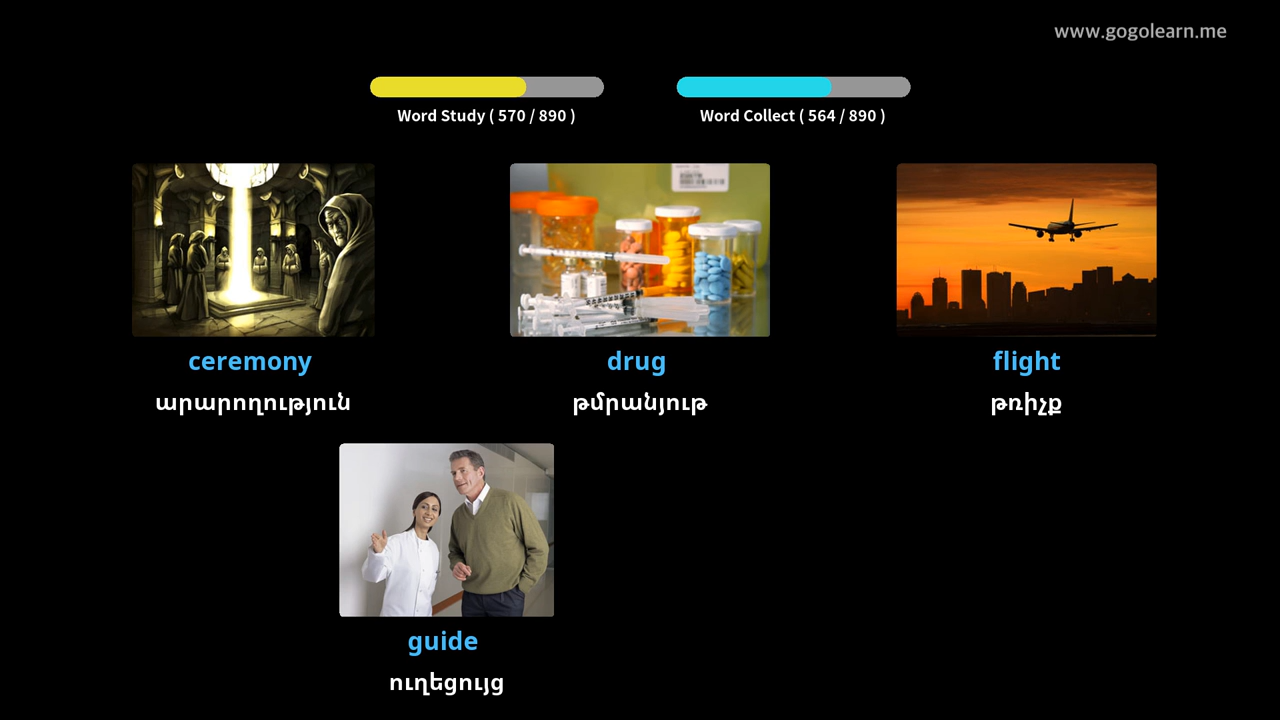 www.gogolearn.me
Word Study ( 570 / 890 )
Word Collect ( 564 / 890 )
ceremony
drug
flight
արարողություն
թմրանյութ
թռիչք
guide
ուղեցույց